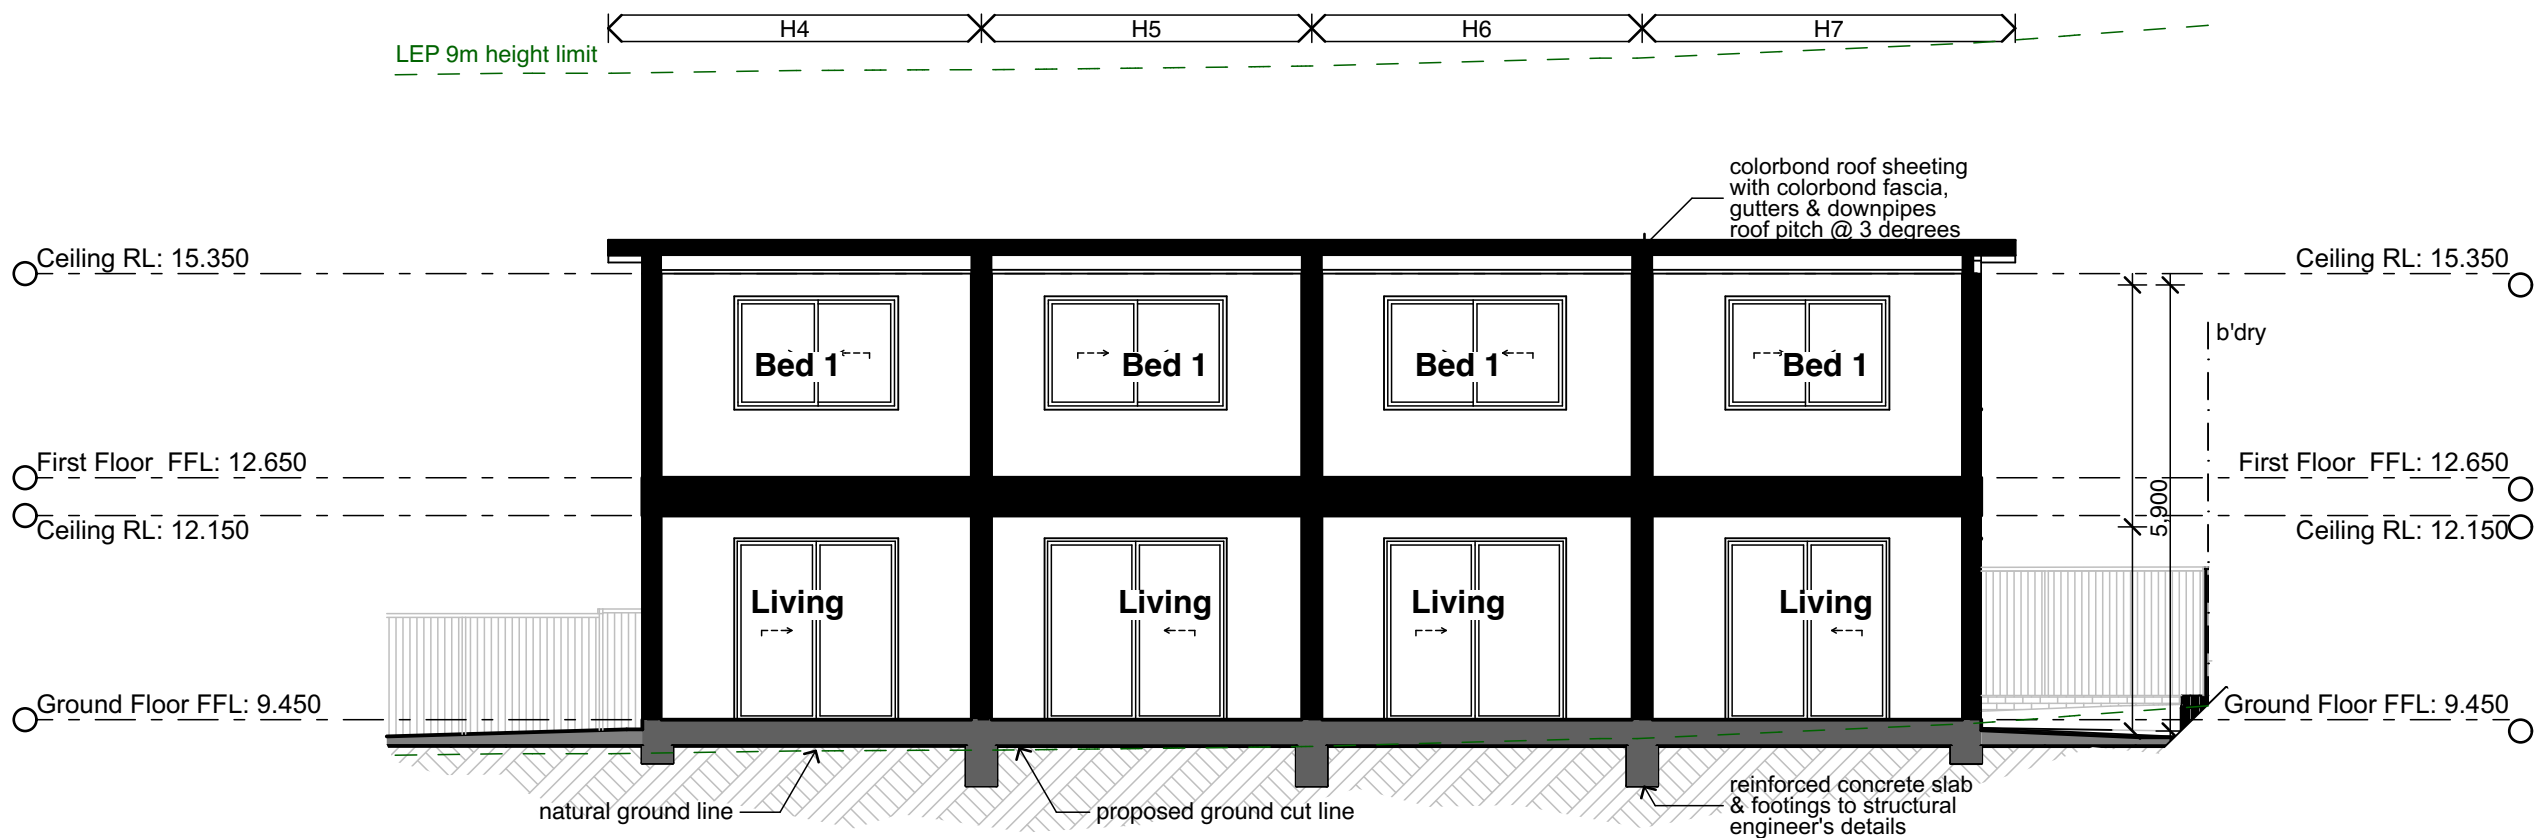 H4 H5 H6 H7
LEP 9m height limit
colorbond roof sheeting
with colorbond fascia,
gutters & downpipes
roof pitch @ 3 degrees
Ceiling RL: 15.350
Ceiling RL: 15.350
b'dry
Bed 1 Bed 1 Bed 1 Bed 1
First Floor  FFL: 12.650
First Floor  FFL: 12.650
5,900
Ceiling RL: 12.150
Ceiling RL: 12.150
Living Living Living Living
Ground Floor FFL: 9.450
Ground Floor FFL: 9.450
natural ground line
proposed ground cut line
reinforced concrete slab
& footings to structural
engineer's details